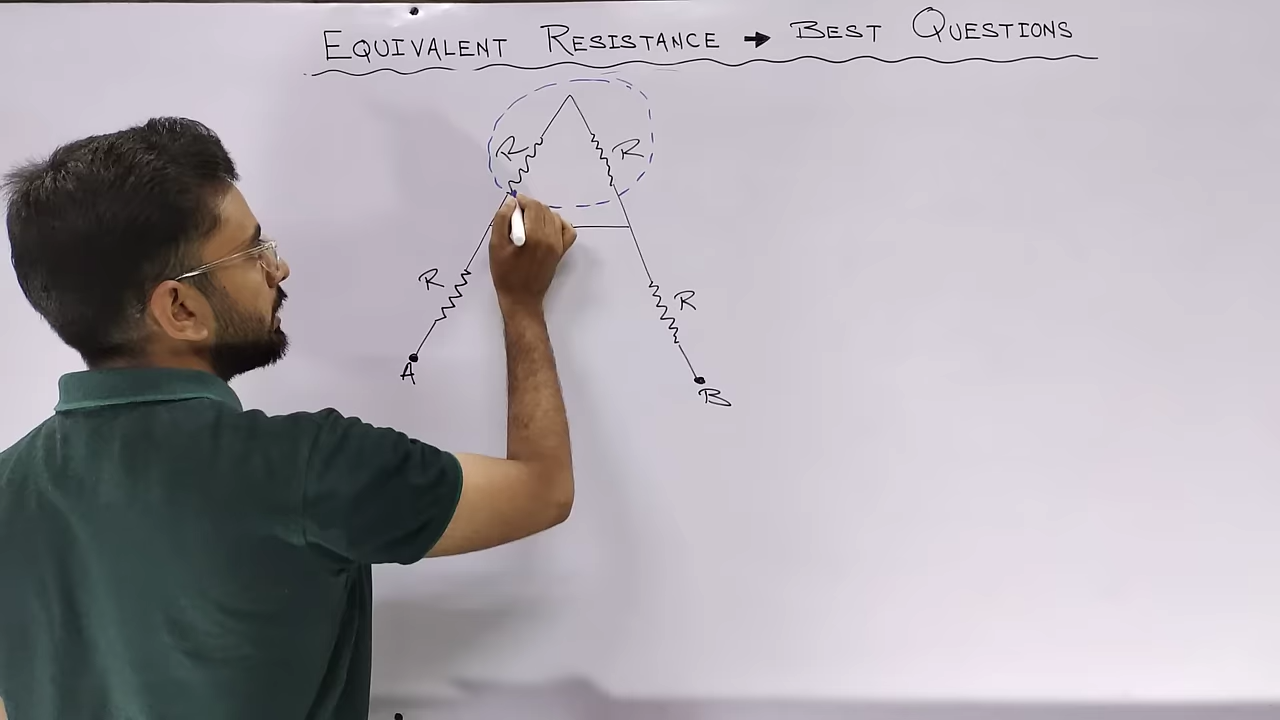 EQUIVALENT RESISTANCE → BEST QUESTIONS
R R
R R
A
B